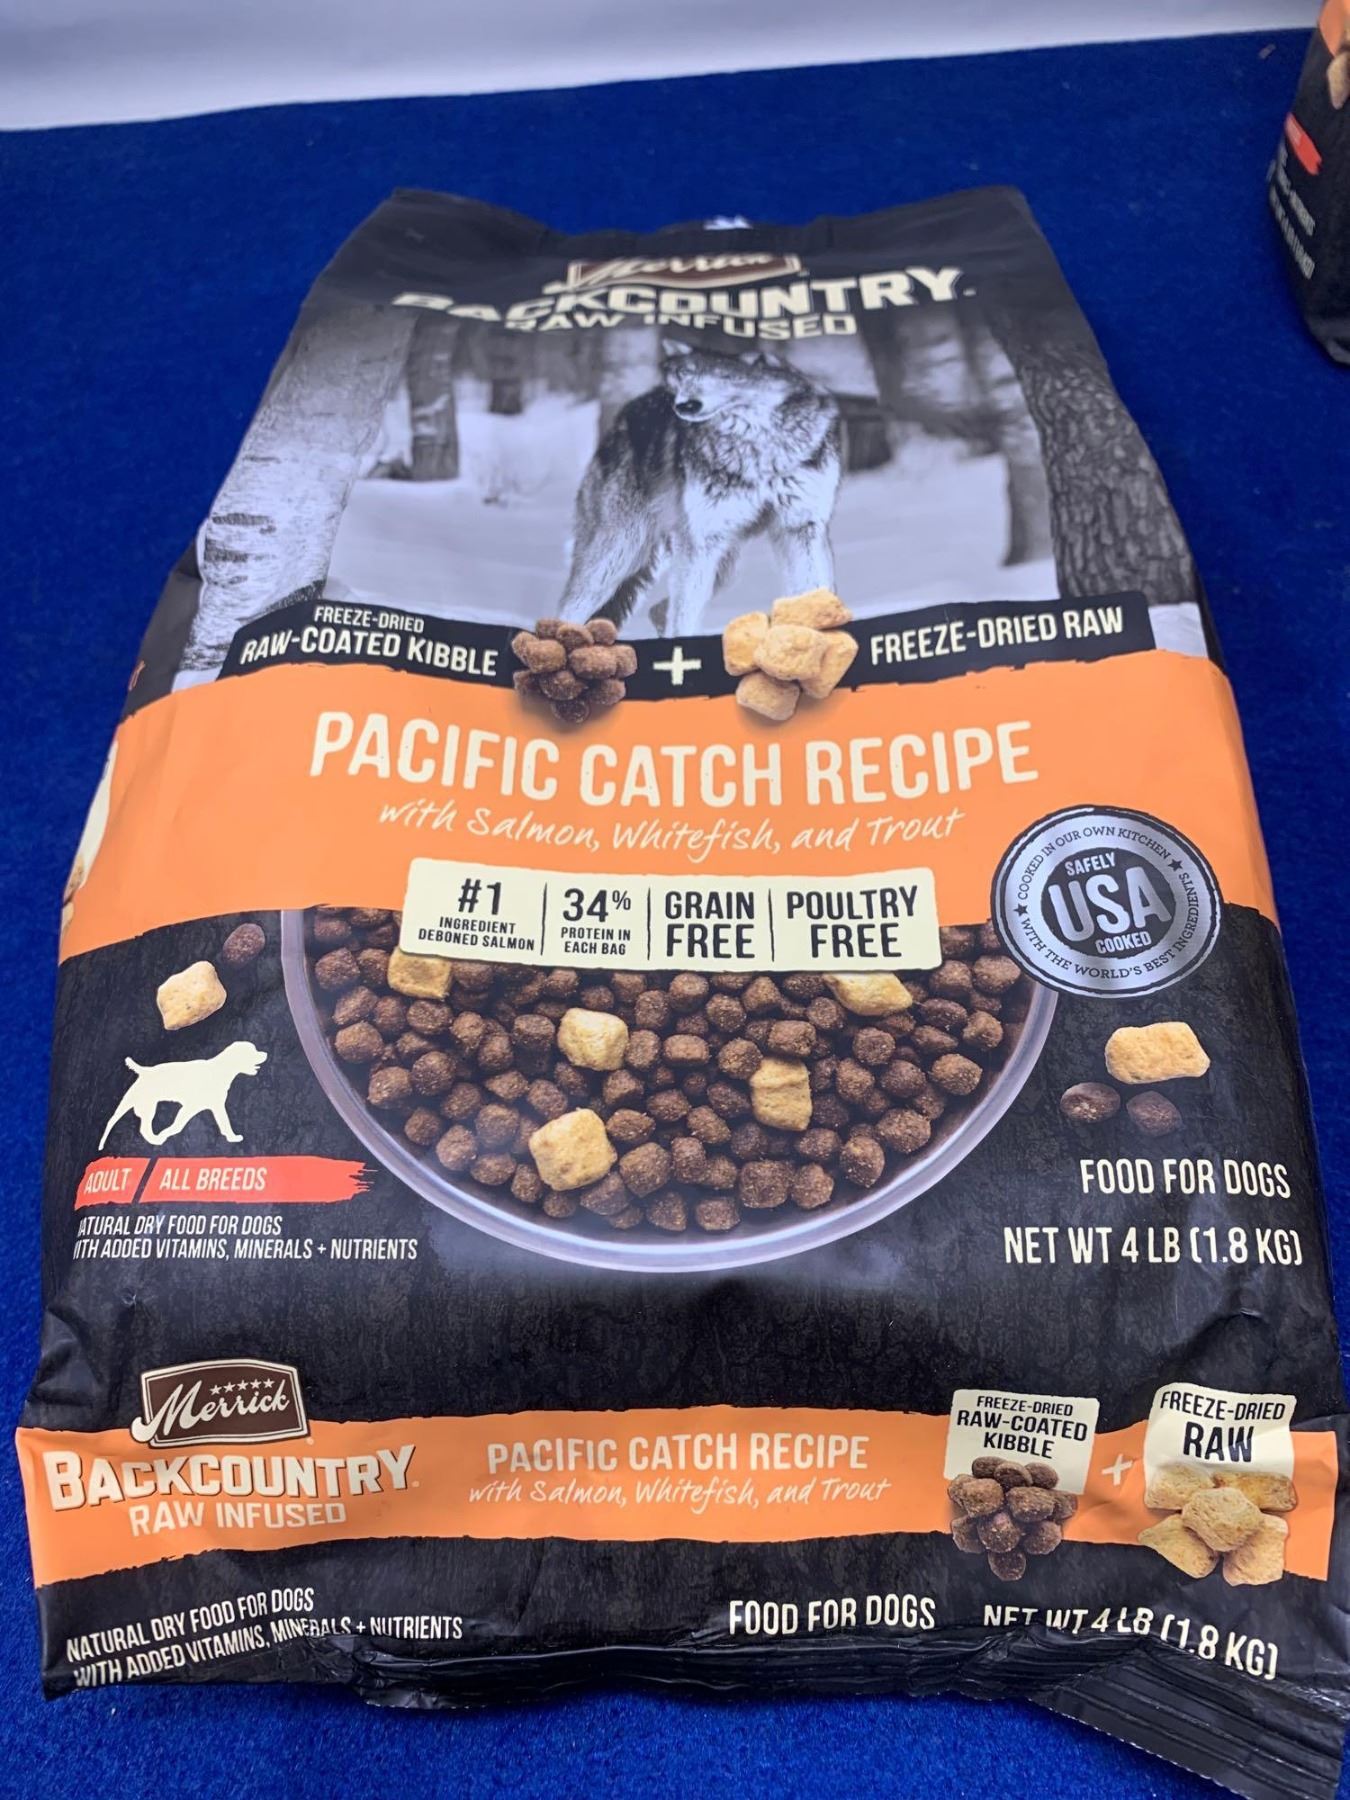 Merrick
BACKCOUNTRY
RAW INFUSED
FREEZE-DRIED
RAW-COATED KIBBLE
+
FREEZE-DRIED RAW
PACIFIC CATCH RECIPE
with Salmon, Whitefish, and Trout
#1
INGREDIENT
DEBONED SALMON
34%
PROTEIN IN
EACH BAG
GRAIN
FREE
POULTRY
FREE
COOKED IN OUR OWN KITCHEN
SAFELY
USA
COOKED
WITH THE WORLD'S BEST INGREDIENTS
ADULT
ALL BREEDS
ATURAL DRY FOOD FOR DOGS
ITH ADDED VITAMINS, MINERALS + NUTRIENTS
FOOD FOR DOGS
NET WT 4 LB (1.8 KG)
Merrick
BACKCOUNTRY
RAW INFUSED
PACIFIC CATCH RECIPE
with Salmon, Whitefish, and Trout
FREEZE-DRIED
RAW-COATED
KIBBLE
+
FREEZE-DRIED
RAW
NATURAL DRY FOOD FOR DOGS
WITH ADDED VITAMINS, MINERALS + NUTRIENTS
FOOD FOR DOGS
NET WT 4 LB (1.8 KG)